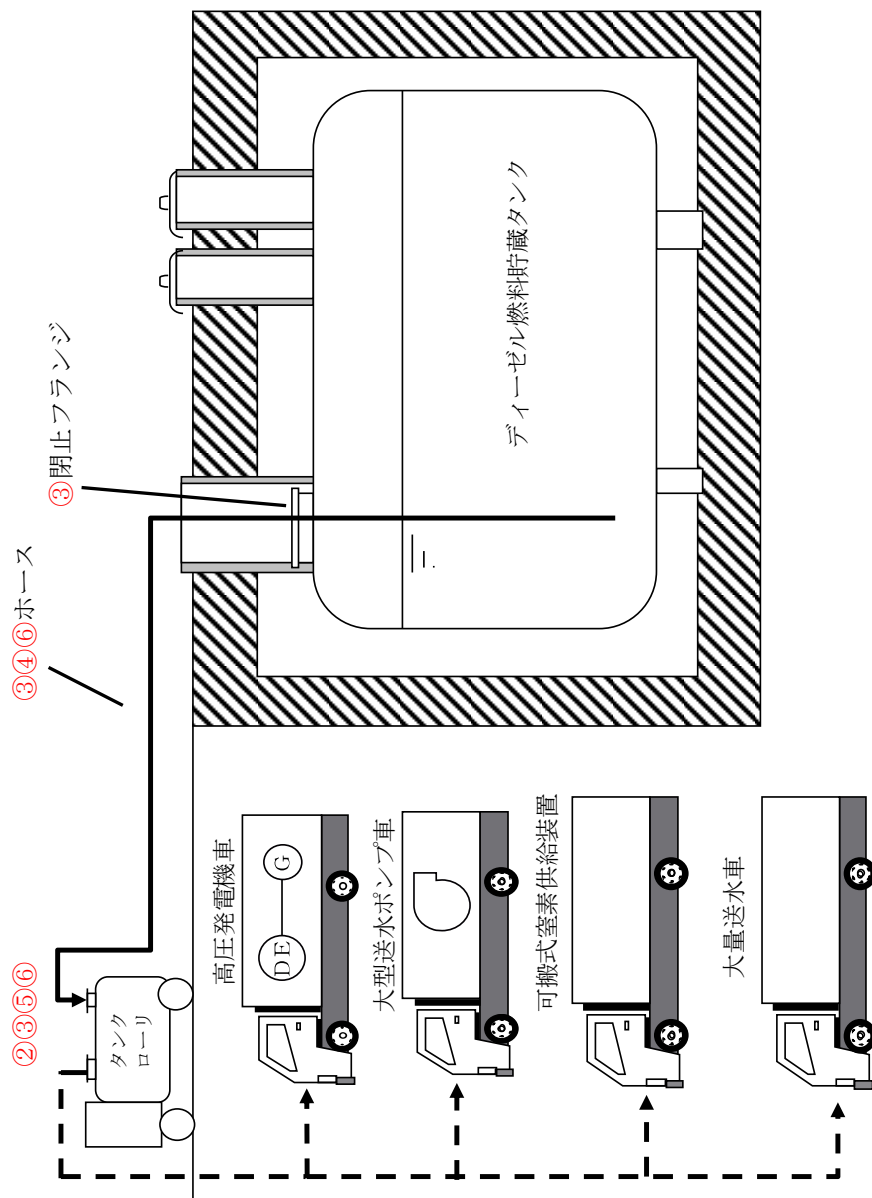 ②③⑤⑥
タンク
ローリ
③④⑥ホース
③閉止フランジ
ディーゼル燃料貯蔵タンク
高圧発電機車
DE
G
大型送水ポンプ車
可搬式窒素供給装置
大量送水車